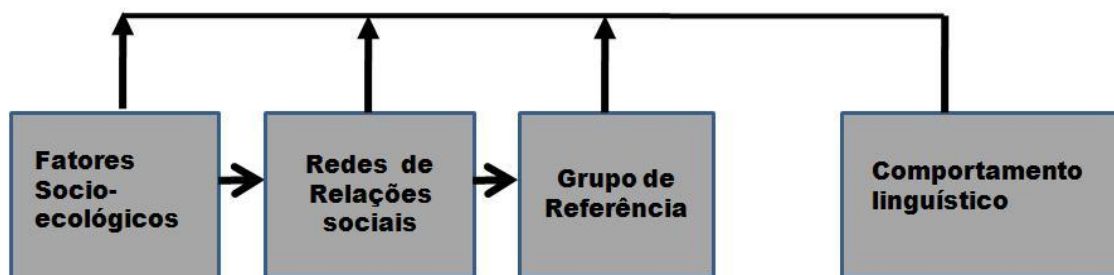 Fatores
Socio-
ecológicos
Redes de
Relações
sociais
Grupo de
Referência
Comportamento
linguístico